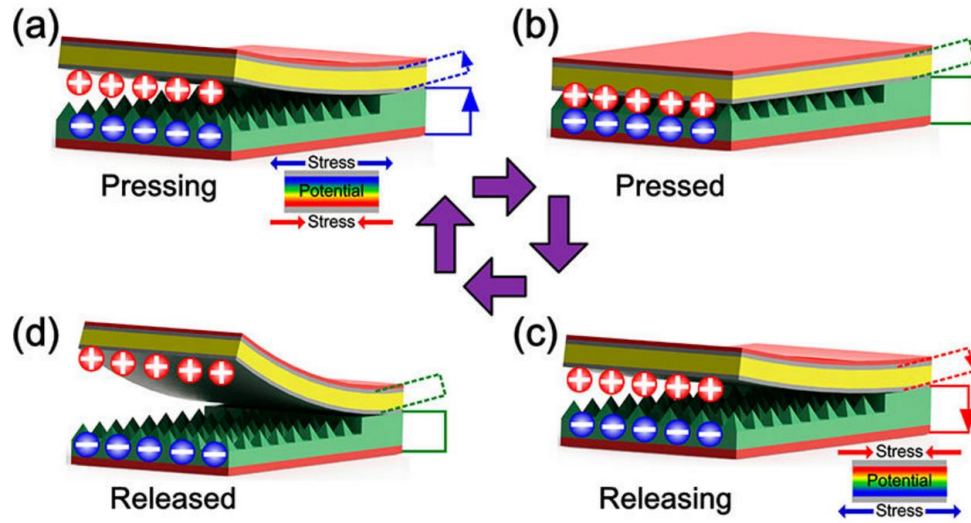 (a)
(b)
Pressing
Stress
Potential
Stress
Pressed
(d)
(c)
Released
Releasing
Stress
Potential
Stress